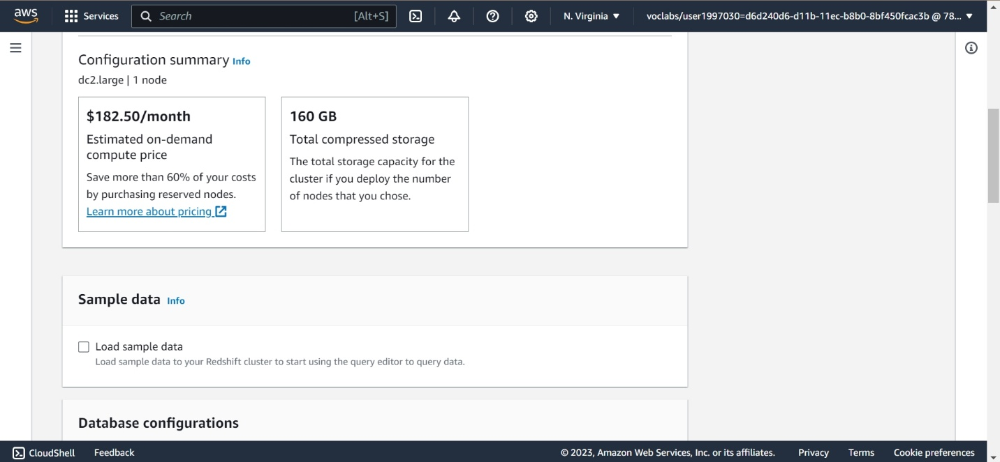 aws
Services
Search
[Alt+S]
N. Virginia
voclabs/user1997030=d6d240d6-d11b-11ec-b8b0-8bf450fcac3b @ 78...
Configuration summary Info
dc2.large | 1 node
$182.50/month
Estimated on-demand
compute price
Save more than 60% of your costs
by purchasing reserved nodes.
Learn more about pricing
160 GB
Total compressed storage
The total storage capacity for the
cluster if you deploy the number
of nodes that you chose.
Sample data Info
Load sample data
Load sample data to your Redshift cluster to start using the query editor to query data.
Database configurations
CloudShell
Feedback
© 2023, Amazon Web Services, Inc. or its affiliates.
Privacy
Terms
Cookie preferences